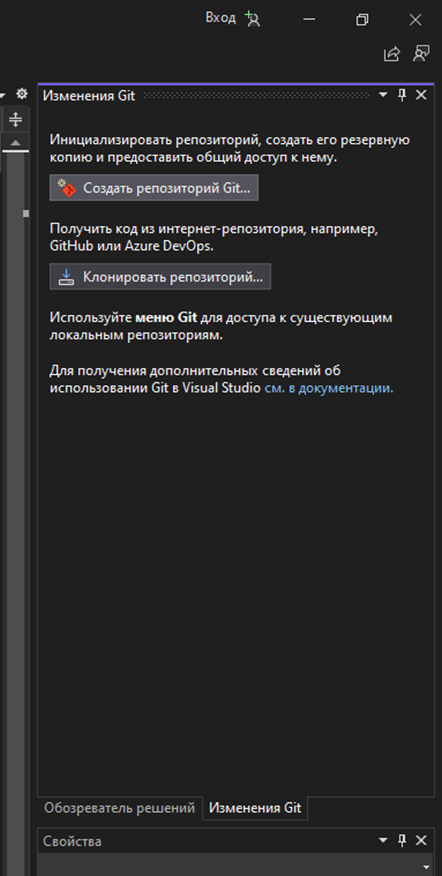 Вход
Изменения Git
Инициализировать репозиторий, создать его резервную
копию и предоставить общий доступ к нему.
Создать репозиторий Git...
Получить код из интернет-репозитория, например,
GitHub или Azure DevOps.
Клонировать репозиторий...
Используйте меню Git для доступа к существующим
локальным репозиториям.
Для получения дополнительных сведений об
использовании Git в Visual Studio см. в документации.
Обозреватель решений Изменения Git
Свойства